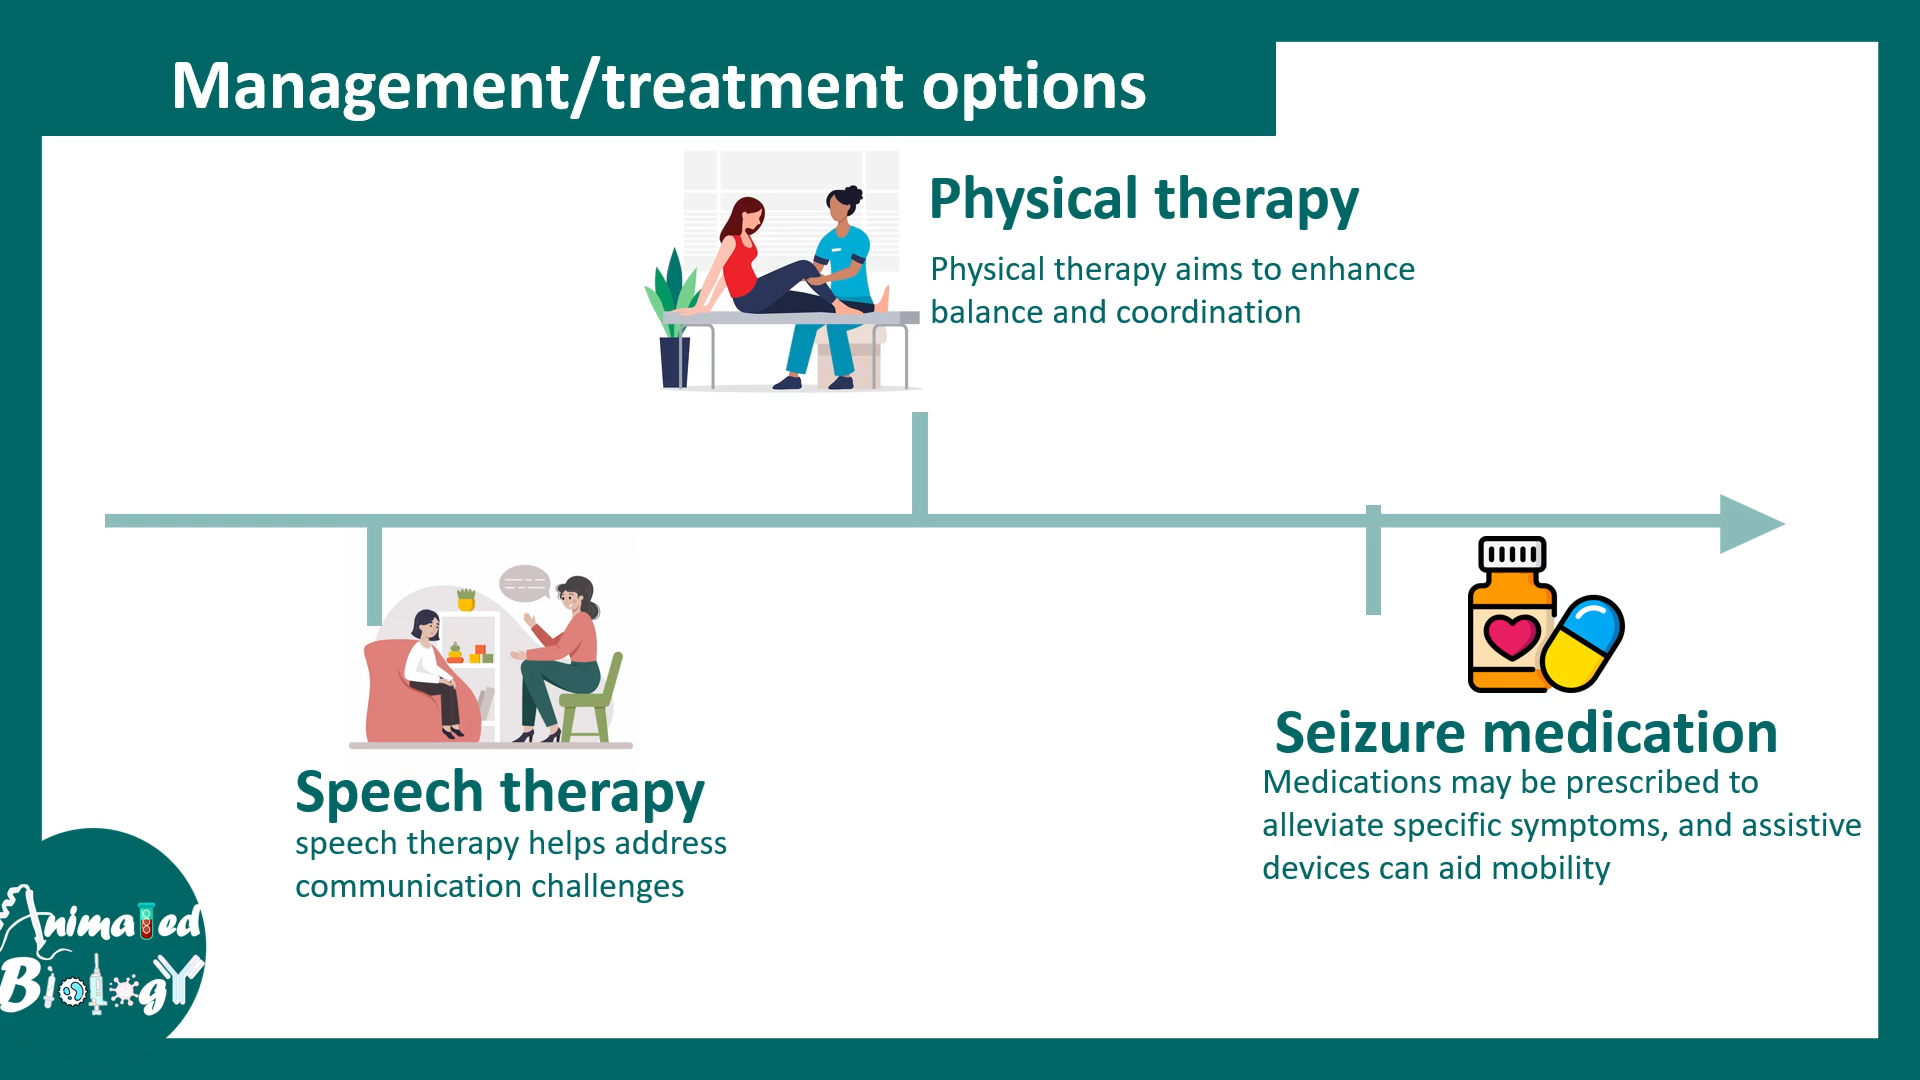 Management/treatment options
Physical therapy
Physical therapy aims to enhance
balance and coordination
Speech therapy
speech therapy helps address
communication challenges
Seizure medication
Medications may be prescribed to
alleviate specific symptoms, and assistive
devices can aid mobility
Animated
Biology